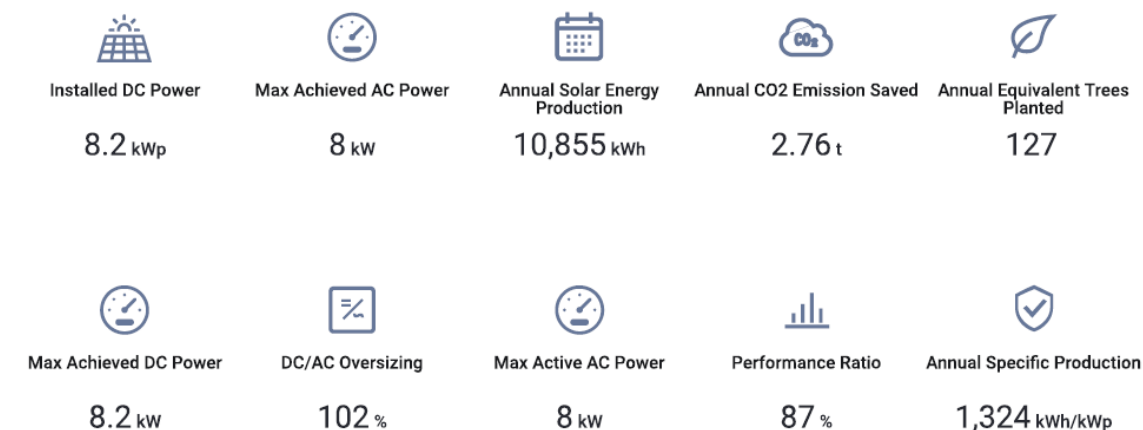 CO2
Installed DC Power
Max Achieved AC Power
Annual Solar Energy
Production
Annual CO2 Emission Saved
Annual Equivalent Trees
Planted
8.2 kWp
8 kW
10,855 kWh
2.76 t
127
Max Achieved DC Power
DC/AC Oversizing
Max Active AC Power
Performance Ratio
Annual Specific Production
8.2 kW
102 %
8 kW
87 %
1,324 kWh/kWp